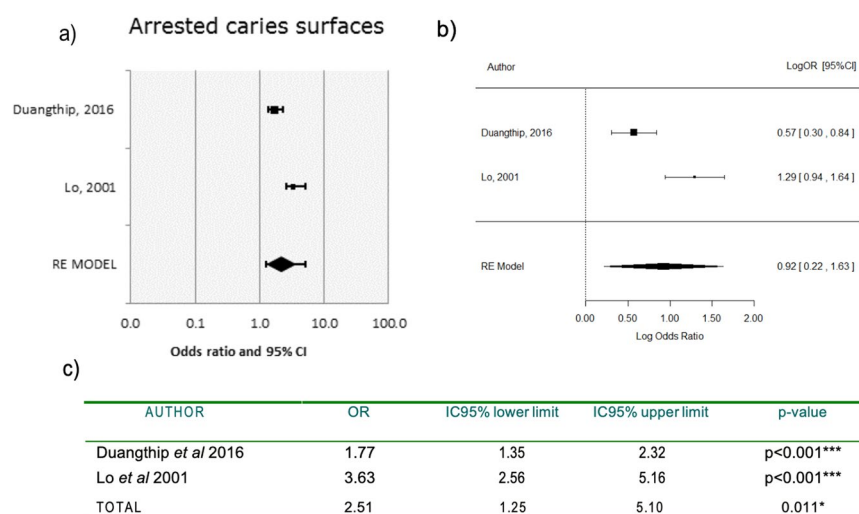 a)
Arrested caries surfaces
Duangthip, 2016
Lo, 2001
RE MODEL
0.0 0.1 1.0 10.0 100.0
Odds ratio and 95% CI
b)
Author LogOR [95%CI]
Duangthip, 2016 0.57 [ 0.30 , 0.84 ]
Lo, 2001 1.29 [ 0.94 , 1.64 ]
RE Model 0.92 [ 0.22 , 1.63 ]
0.00 0.50 1.00 1.50 2.00
Log Odds Ratio
c)
AUTHOR OR IC95% lower limit IC95% upper limit p-value
Duangthip et al 2016 1.77 1.35 2.32 p<0.001***
Lo et al 2001 3.63 2.56 5.16 p<0.001***
TOTAL 2.51 1.25 5.10 0.011*